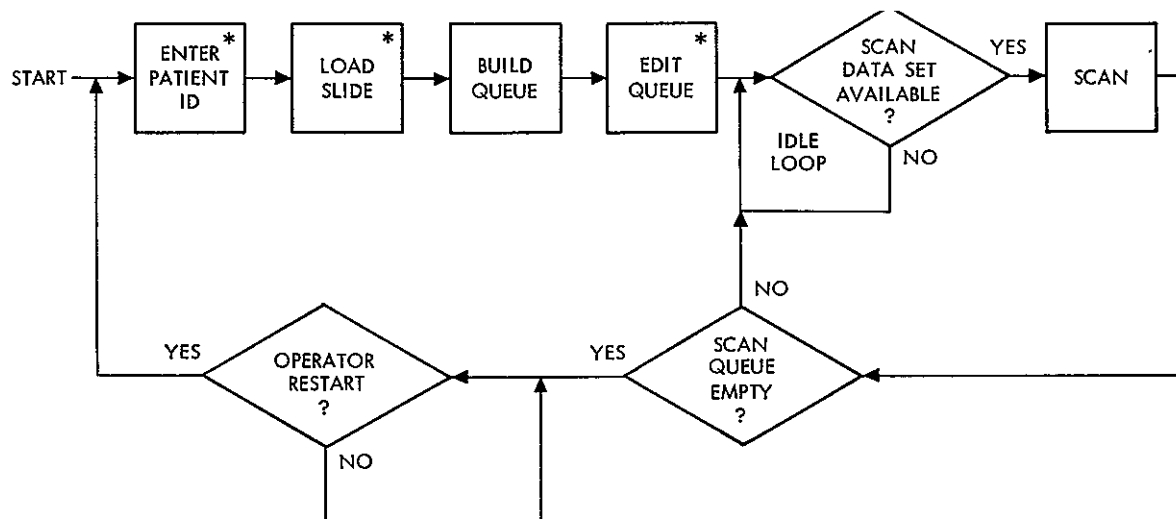 START
ENTER *
PATIENT
ID
LOAD *
SLIDE
BUILD
QUEUE
EDIT *
QUEUE
SCAN
DATA SET
AVAILABLE
?
YES
SCAN
NO
IDLE
LOOP
NO
SCAN
QUEUE
EMPTY
?
YES
OPERATOR
RESTART
?
YES
NO